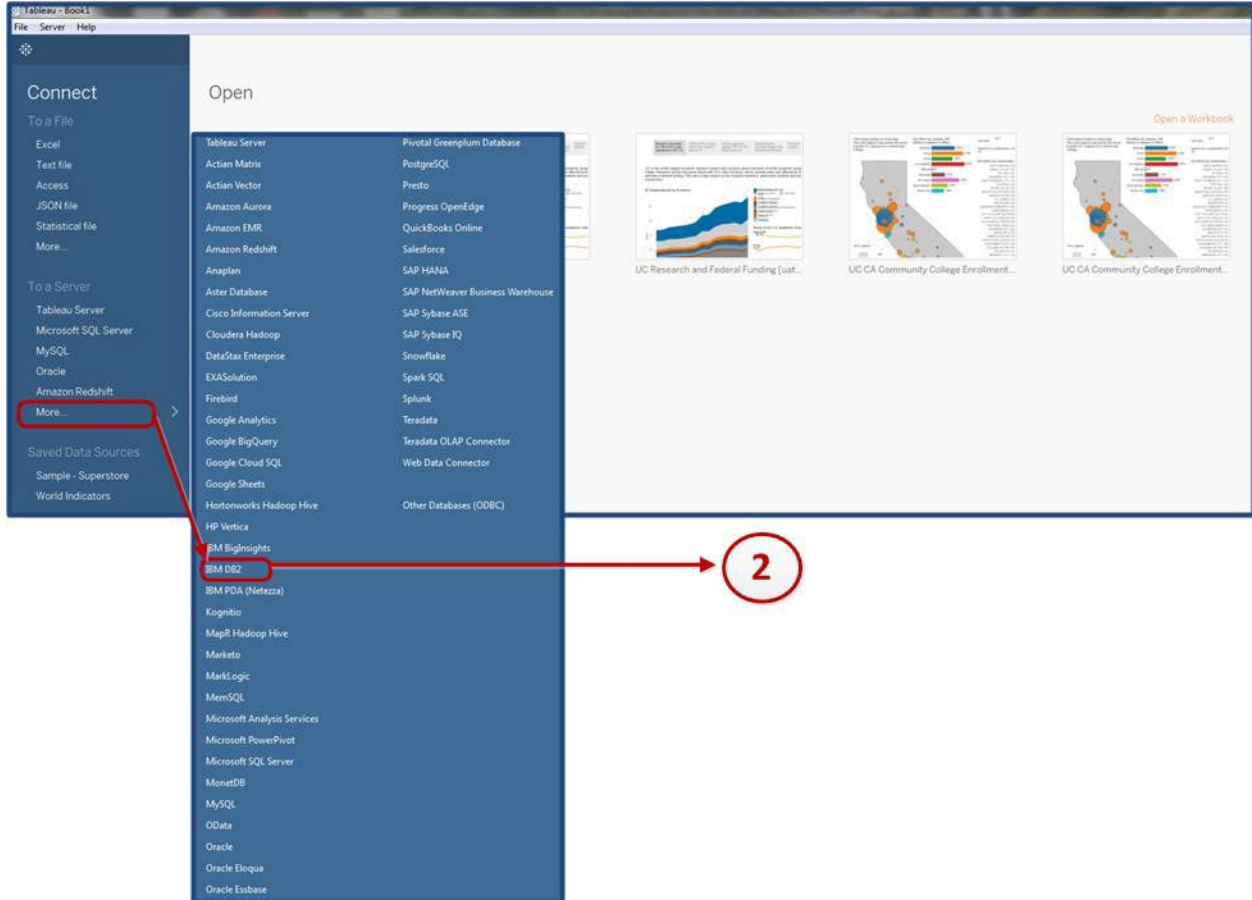 Tableau - Book1
File Server Help
Connect
To a File
Excel
Text file
Access
JSON file
Statistical file
More...
To a Server
Tableau Server
Microsoft SQL Server
MySQL
Oracle
Amazon Redshift
More...
Saved Data Sources
Sample - Superstore
World Indicators
Open
Open a Workbook
Tableau Server
Actian Matrix
Actian Vector
Amazon Aurora
Amazon EMR
Amazon Redshift
Anaplan
Aster Database
Cisco Information Server
Cloudera Hadoop
DataStax Enterprise
EXASolution
Firebird
Google Analytics
Google BigQuery
Google Cloud SQL
Google Sheets
Hortonworks Hadoop Hive
HP Vertica
IBM BigInsights
IBM DB2
IBM PDA (Netezza)
Kognitio
MapR Hadoop Hive
Marketo
MarkLogic
MemSQL
Microsoft Analysis Services
Microsoft PowerPivot
Microsoft SQL Server
MonetDB
MySQL
OData
Oracle
Oracle Eloqua
Oracle Essbase
Pivotal Greenplum Database
PostgreSQL
Presto
Progress OpenEdge
QuickBooks Online
Salesforce
SAP HANA
SAP NetWeaver Business Warehouse
SAP Sybase ASE
SAP Sybase IQ
Snowflake
Spark SQL
Splunk
Teradata
Teradata OLAP Connector
Web Data Connector
Other Databases (ODBC)
UC Research and Federal Funding [uat...
UC CA Community College Enrollment...
UC CA Community College Enrollment...
2